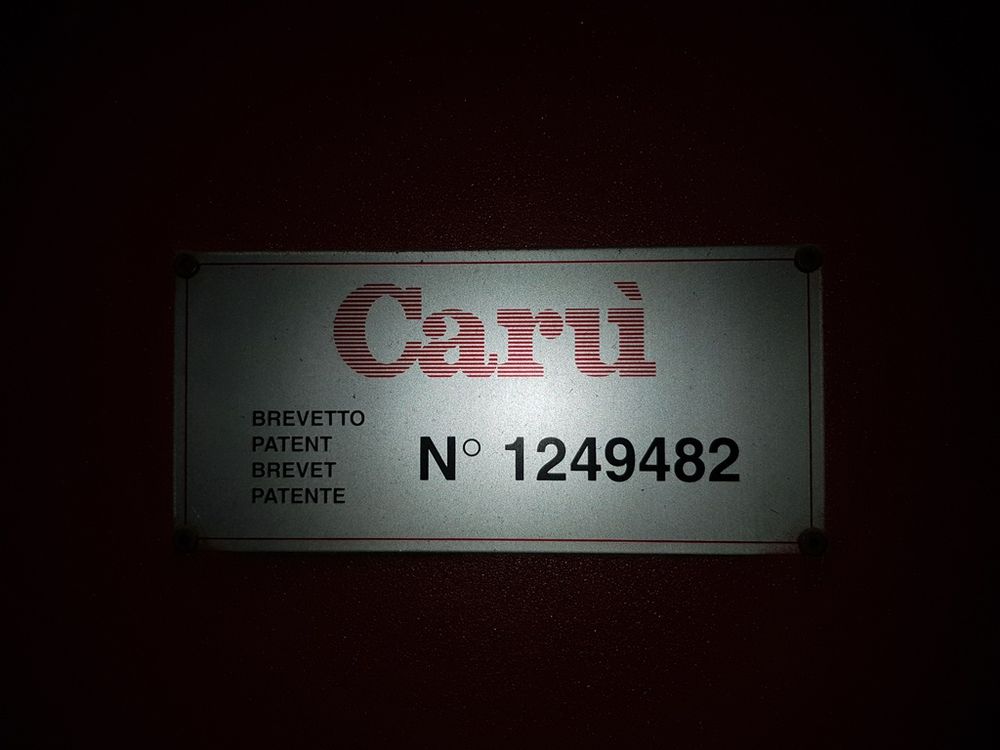 Carù
BREVETTO
PATENT
BREVET
PATENTE
N° 1249482